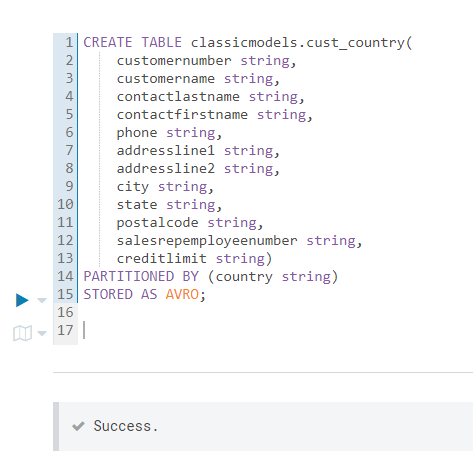 1 CREATE TABLE classicmodels.cust_country(
2 customernumber string,
3 customername string,
4 contactlastname string,
5 contactfirstname string,
6 phone string,
7 addressline1 string,
8 addressline2 string,
9 city string,
10 state string,
11 postalcode string,
12 salesrepemployeenumber string,
13 creditlimit string)
14 PARTITIONED BY (country string)
15 STORED AS AVRO;
16
17
Success.